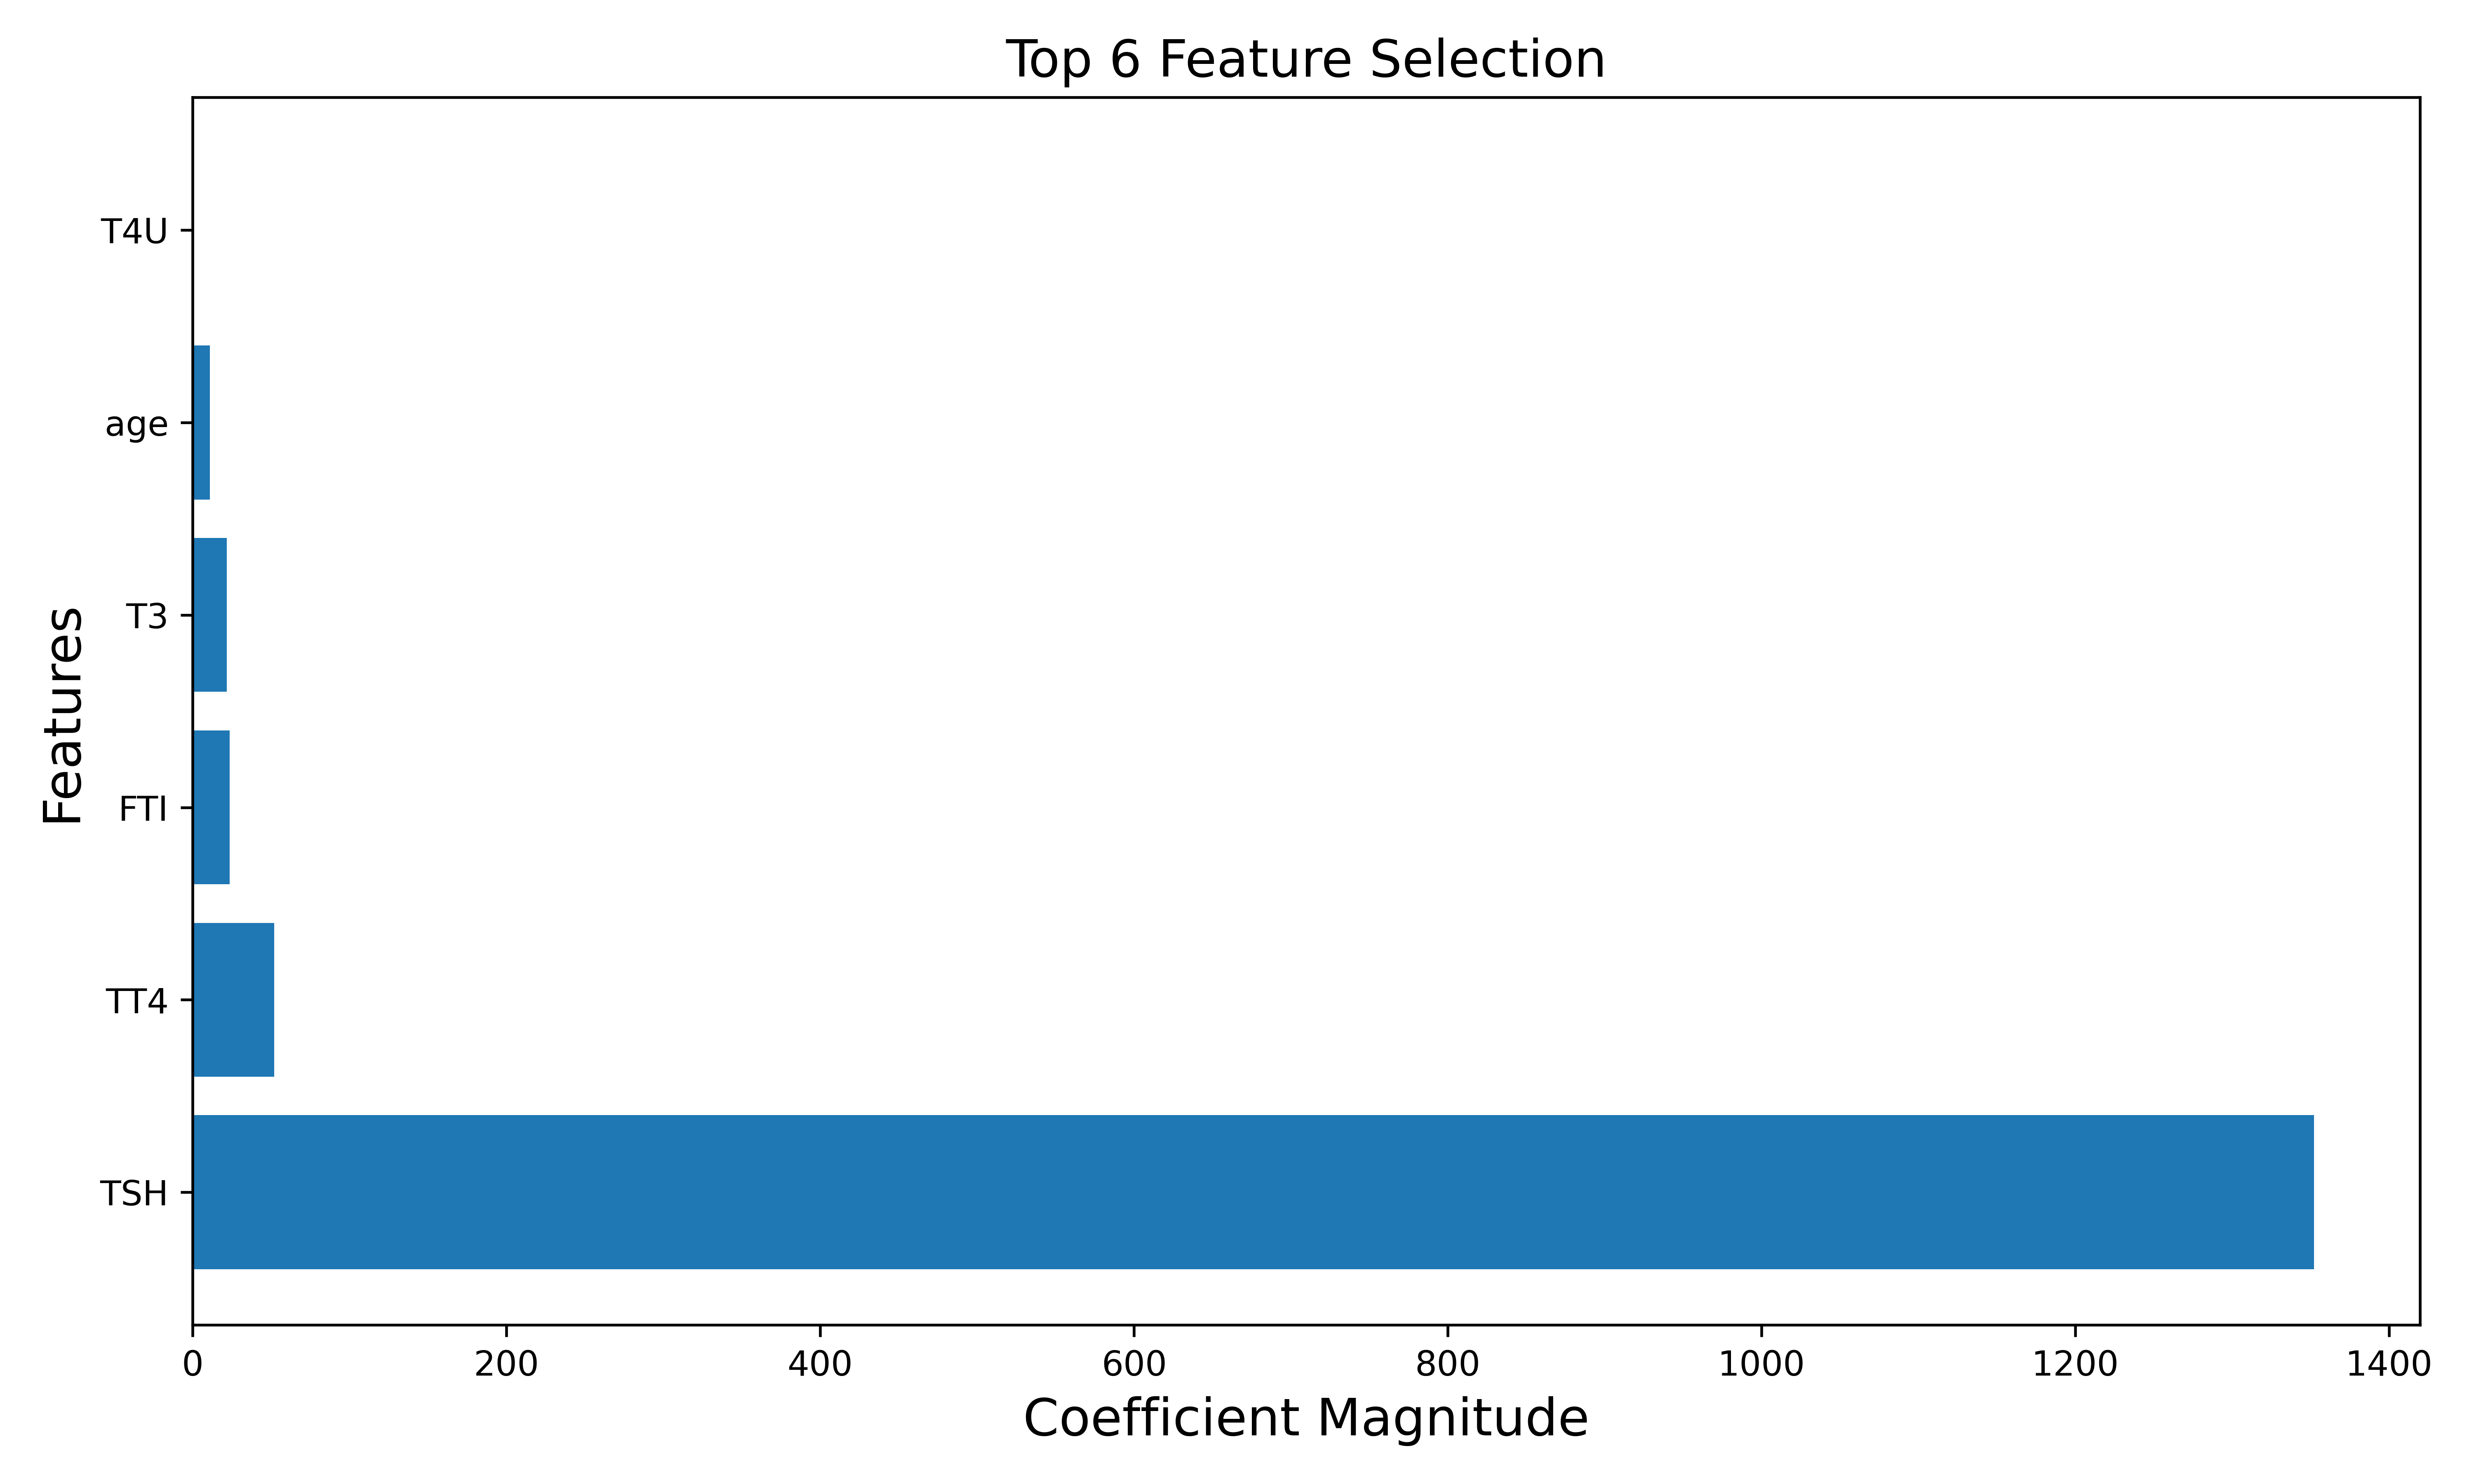 Top 6 Feature Selection
T4U
age
T3
FTI
TT4
TSH
Features
0 200 400 600 800 1000 1200 1400
Coefficient Magnitude